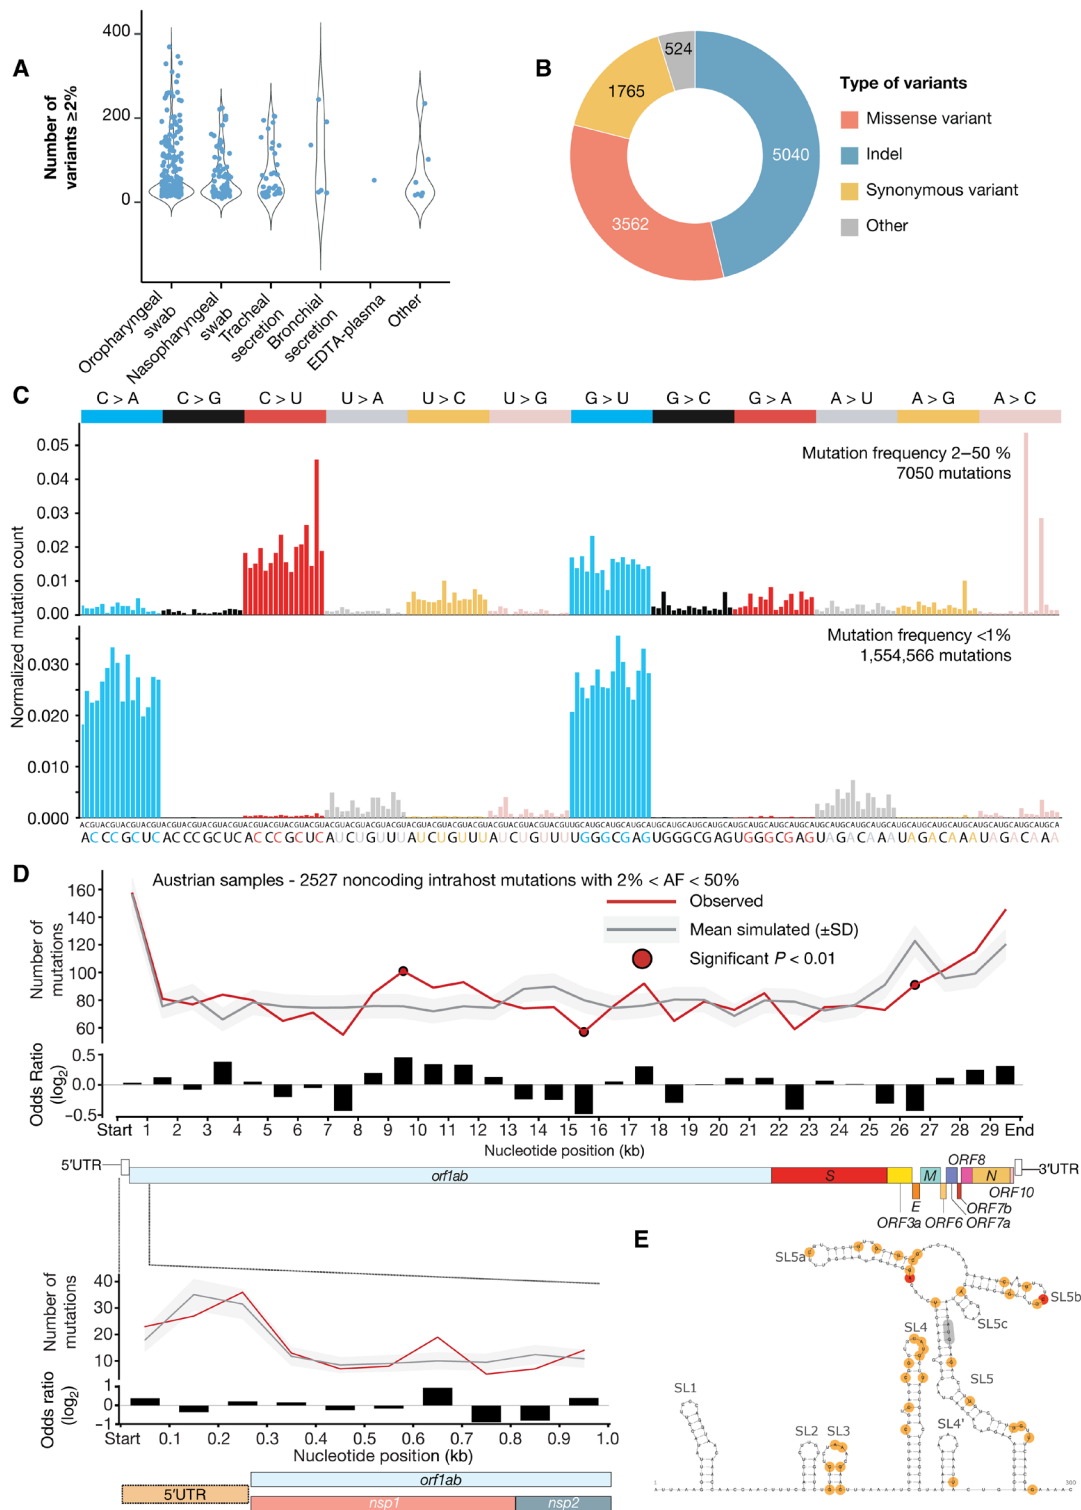 A
Number of
variants ≥2%
400
200
0
Oropharyngeal
swab
Nasopharyngeal
swab
Tracheal
secretion
Bronchial
secretion
EDTA-plasma
Other
B
524
1765
5040
3562
Type of variants
Missense variant
Indel
Synonymous variant
Other
C
C > A C > G C > U U > A U > C U > G G > U G > C G > A A > U A > G A > C
Normalized mutation count
0.05
0.04
0.03
0.02
0.01
0.00
Mutation frequency 2–50 %
7050 mutations
0.030
0.020
0.010
0.000
Mutation frequency <1%
1,554,566 mutations
D
Austrian samples - 2527 noncoding intrahost mutations with 2% < AF < 50%
Observed
Mean simulated (±SD)
Significant P < 0.01
Number of
mutations
160
140
120
100
80
60
Odds Ratio
(log2)
0.5
0.0
−0.5
Start 1 2 3 4 5 6 7 8 9 10 11 12 13 14 15 16 17 18 19 20 21 22 23 24 25 26 27 28 29 End
Nucleotide position (kb)
5′UTR
orf1ab
S
M
N
ORF8
3′UTR
ORF10
E
ORF7b
ORF3a ORF6 ORF7a
Number of
mutations
40
30
20
10
Odds ratio
(log2)
1
0
−1
Start 0.1 0.2 0.3 0.4 0.5 0.6 0.7 0.8 0.9 1.0
Nucleotide position (kb)
orf1ab
5′UTR
nsp1
nsp2
E
SL5a
SL5b
SL5c
SL4
SL5
SL1
SL2 SL3
SL4′
1
300